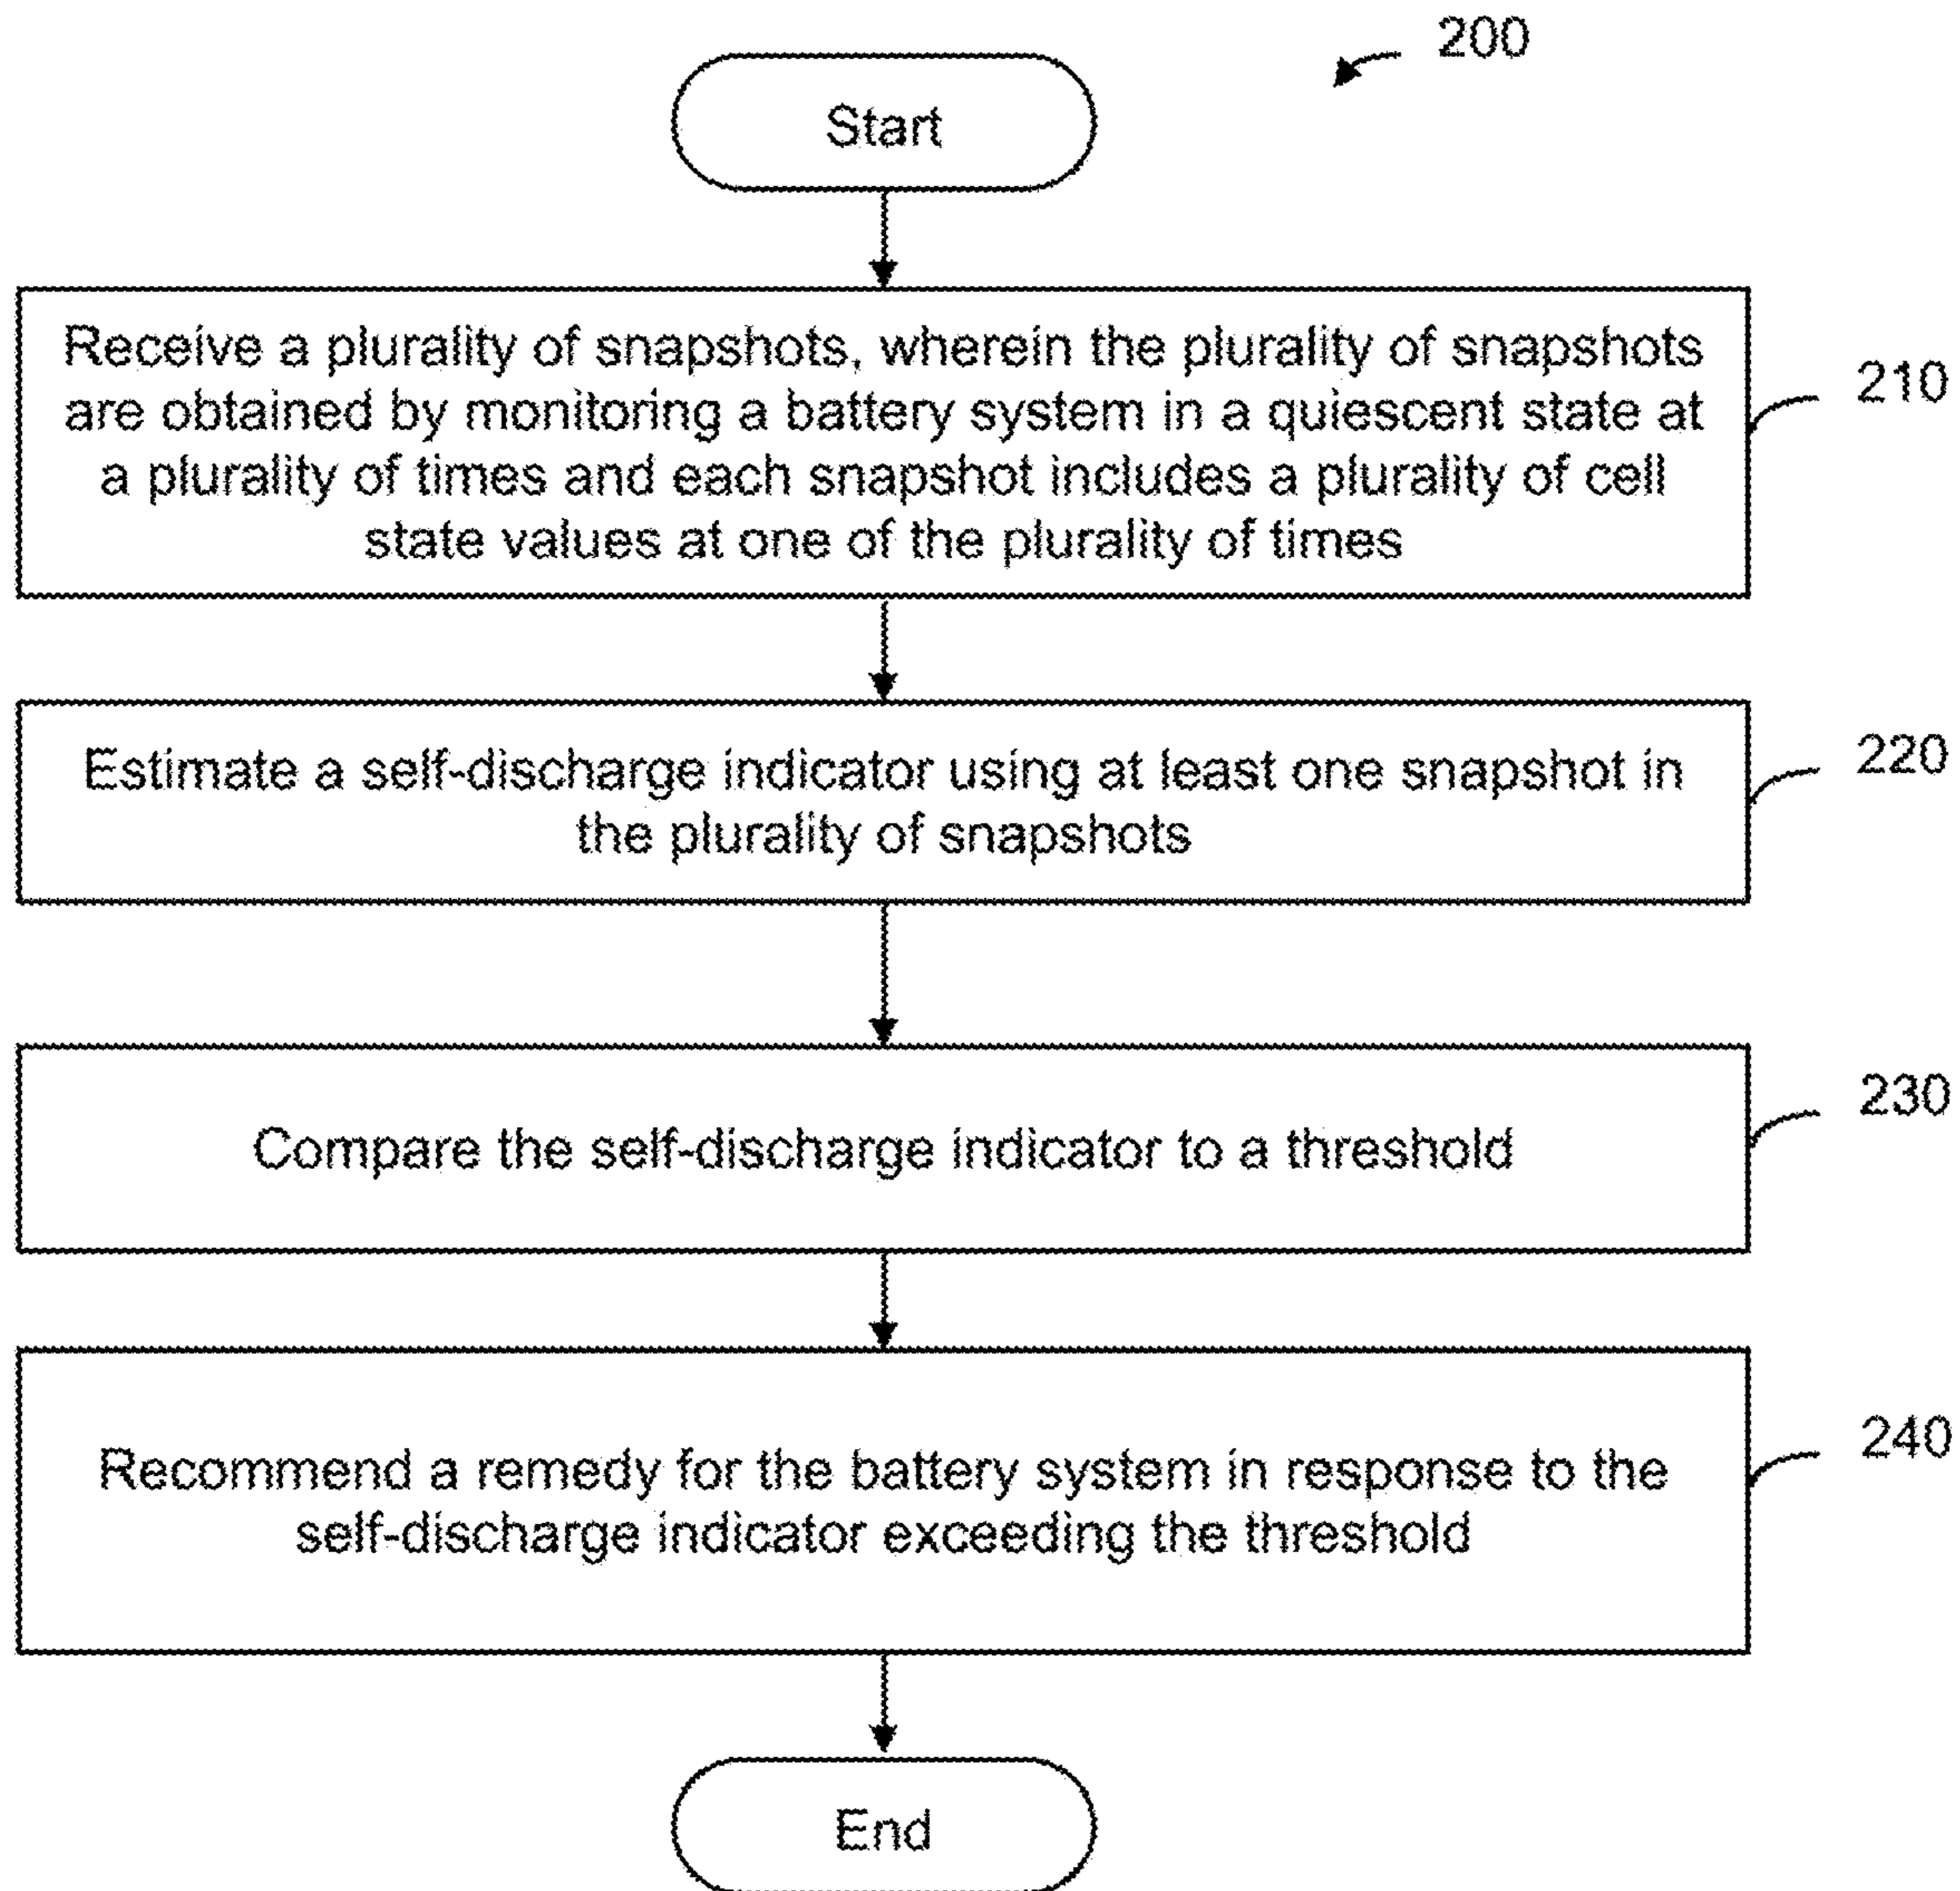 200
Start
Receive a plurality of snapshots, wherein the plurality of snapshots
are obtained by monitoring a battery system in a quiescent state at
a plurality of times and each snapshot includes a plurality of cell
state values at one of the plurality of times
210
Estimate a self-discharge indicator using at least one snapshot in
the plurality of snapshots
220
Compare the self-discharge indicator to a threshold
230
Recommend a remedy for the battery system in response to the
self-discharge indicator exceeding the threshold
240
End